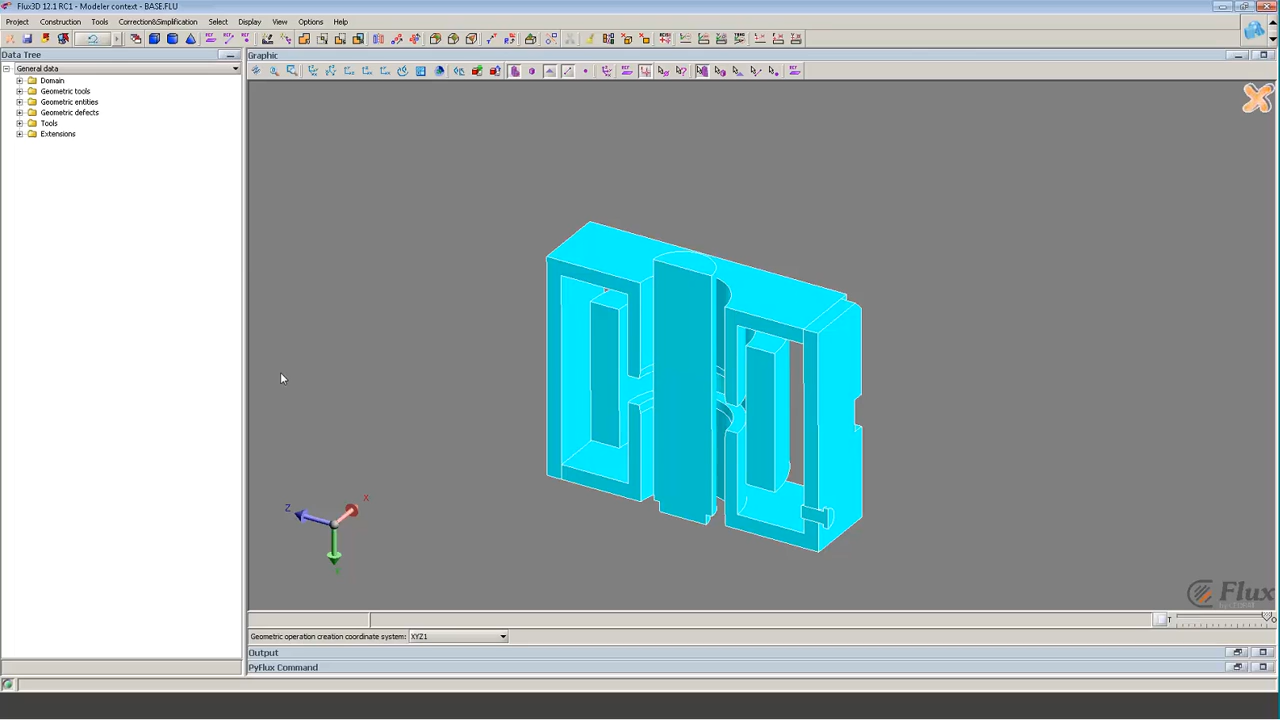 Flux3D 12.1 RC1 - Modeler context - BASE.FLU
Project Construction Tools Correction&Simplification Select Display View Options Help
Data Tree
Graphic
General data
Domain
Geometric tools
Geometric entities
Geometric defects
Tools
Extensions
Z
X
Flux
T
O
Geometric operation creation coordinate system: XYZ1
Output
PyFlux Command